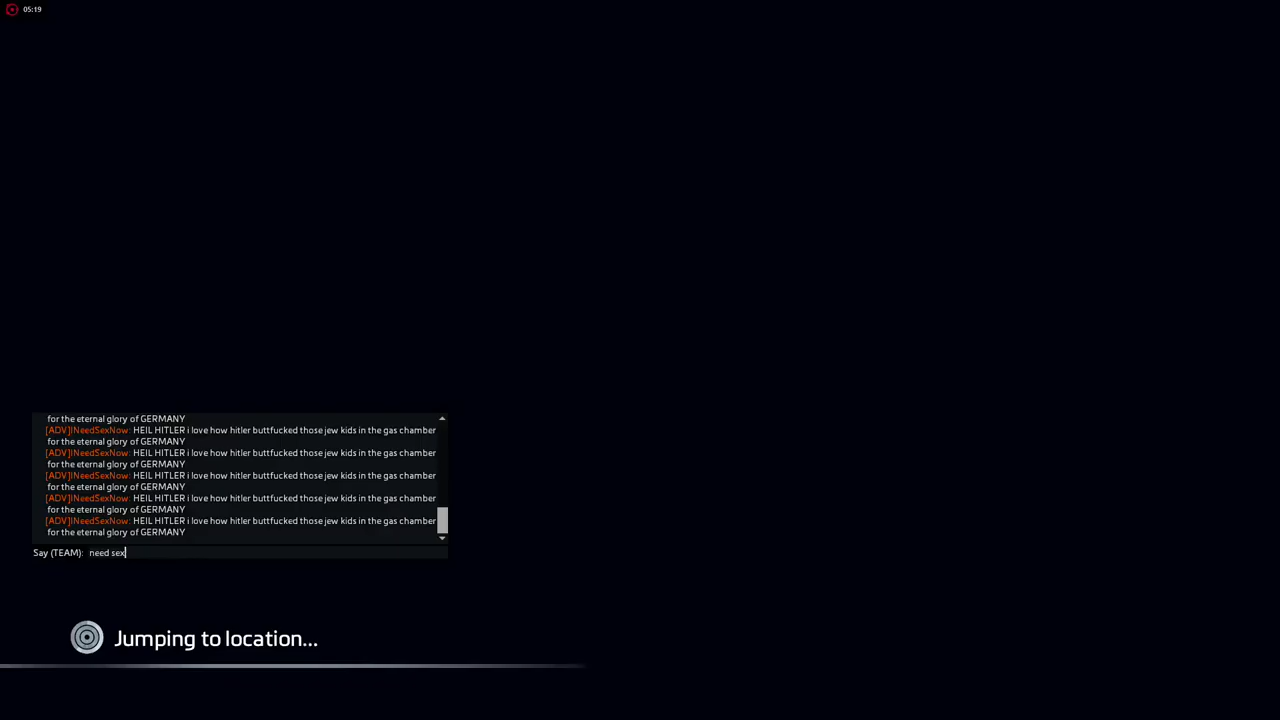 05:19
for the eternal glory of GERMANY
[ADV]INeedSexNow: HEIL HITLER i love how hitler buttfucked those jew kids in the gas chamber
for the eternal glory of GERMANY
[ADV]INeedSexNow: HEIL HITLER i love how hitler buttfucked those jew kids in the gas chamber
for the eternal glory of GERMANY
[ADV]INeedSexNow: HEIL HITLER i love how hitler buttfucked those jew kids in the gas chamber
for the eternal glory of GERMANY
[ADV]INeedSexNow: HEIL HITLER i love how hitler buttfucked those jew kids in the gas chamber
for the eternal glory of GERMANY
[ADV]INeedSexNow: HEIL HITLER i love how hitler buttfucked those jew kids in the gas chamber
for the eternal glory of GERMANY
Say (TEAM): need sex
Jumping to location...